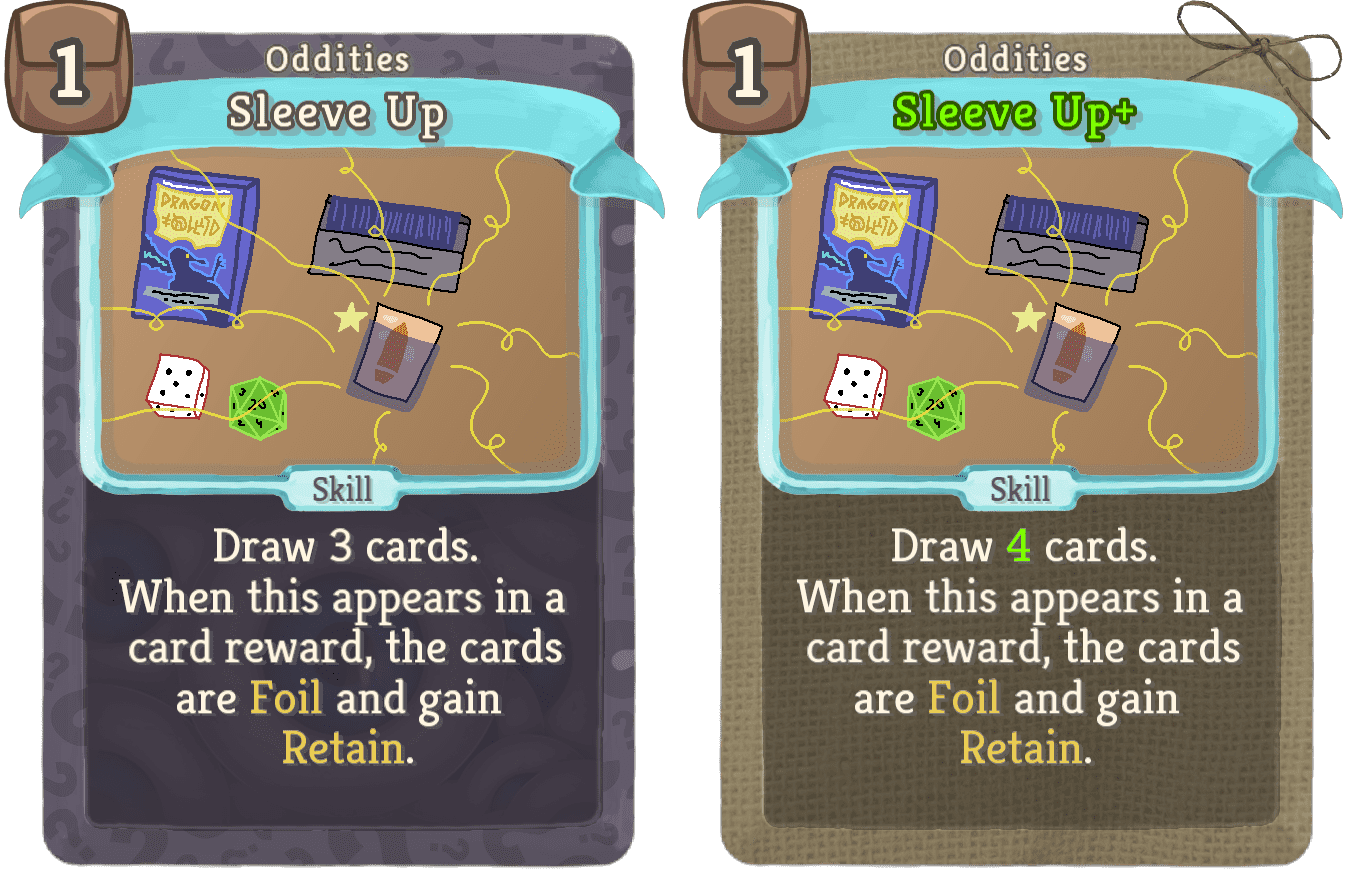 1
Oddities
Sleeve Up
DRAGON
Skill
Draw 3 cards.
When this appears in a
card reward, the cards
are Foil and gain
Retain.
1
Oddities
Sleeve Up+
DRAGON
Skill
Draw 4 cards.
When this appears in a
card reward, the cards
are Foil and gain
Retain.